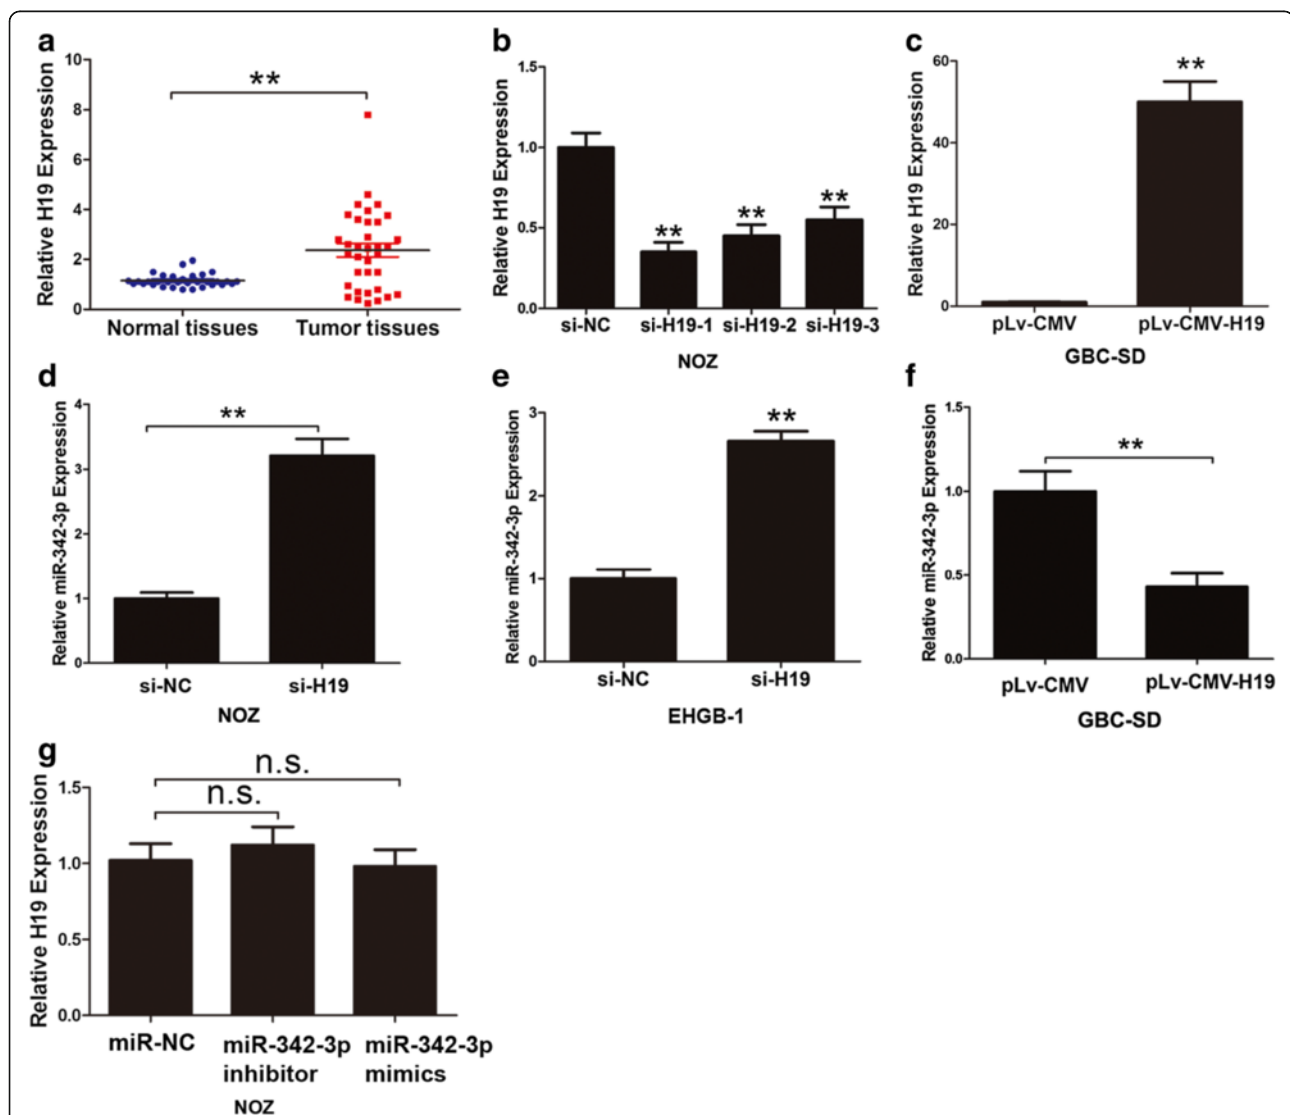 a
Relative H19 Expression
10
8
6
4
2
0
**
Normal tissues
Tumor tissues
b
Relative H19 Expression
1.5
1.0
0.5
0.0
**
**
**
si-NC
si-H19-1
si-H19-2
si-H19-3
NOZ
c
Relative H19 Expression
60
40
20
0
**
pLv-CMV
pLv-CMV-H19
GBC-SD
d
Relative miR-342-3p Expression
4
3
2
1
0
**
si-NC
si-H19
NOZ
e
Relative miR-342-3p Expression
3
2
1
0
**
si-NC
si-H19
EHGB-1
f
Relative miR-342-3p Expression
1.5
1.0
0.5
0.0
**
pLv-CMV
pLv-CMV-H19
GBC-SD
g
Relative H19 Expression
1.5
1.0
0.5
0.0
n.s.
n.s.
miR-NC
miR-342-3p
inhibitor
miR-342-3p
mimics
NOZ